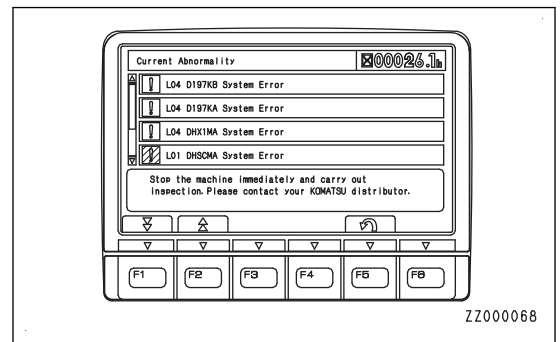 Current Abnormality 00026.1h
L04 D197KB System Error
L04 D197KA System Error
L04 DHX1MA System Error
L01 DHSCMA System Error
Stop the machine immediately and carry out
inspection. Please contact your KOMATSU distributor.
F1 F2 F3 F4 F5 F6
ZZ000068